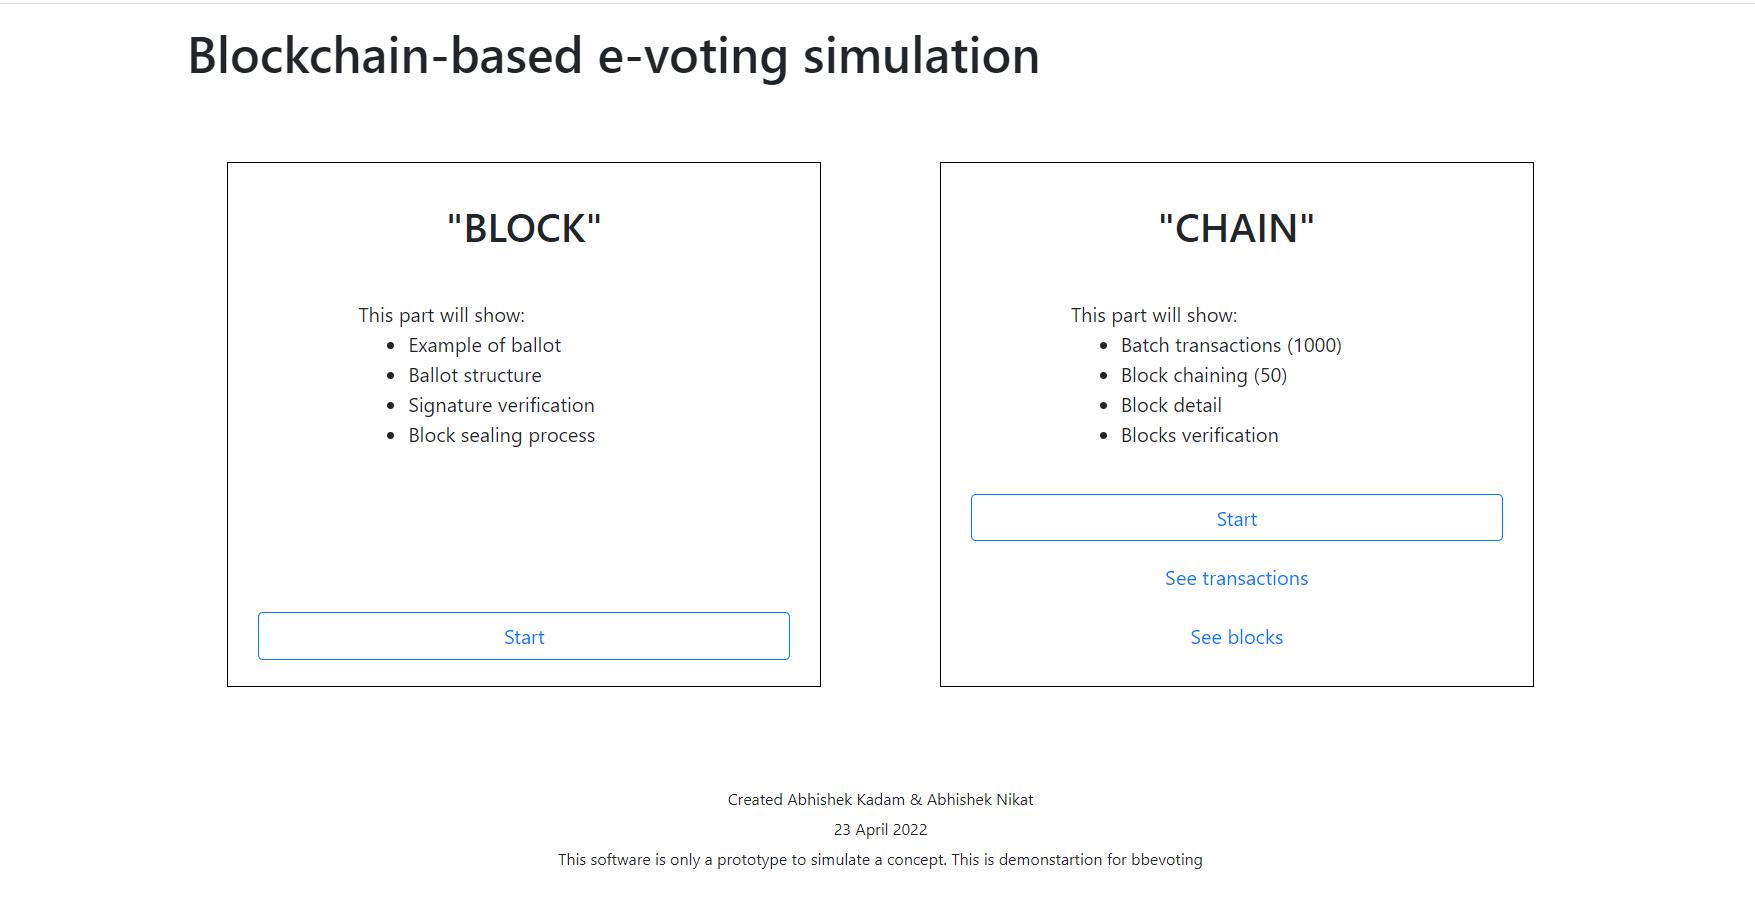 Blockchain-based e-voting simulation
"BLOCK"
This part will show:
Example of ballot
Ballot structure
Signature verification
Block sealing process
Start
"CHAIN"
This part will show:
Batch transactions (1000)
Block chaining (50)
Block detail
Blocks verification
Start
See transactions
See blocks
Created Abhishek Kadam & Abhishek Nikat
23 April 2022
This software is only a prototype to simulate a concept. This is demonstartion for bbevoting